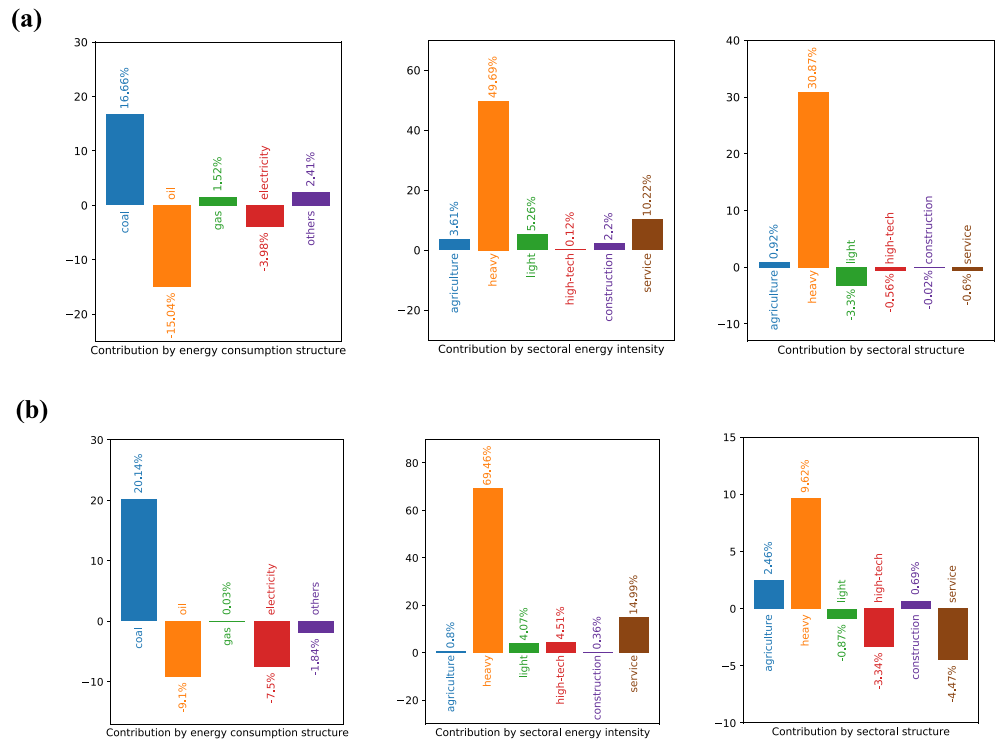 (a)
30
20
10
0
−10
−20
16.66%
coal
oil
-15.04%
1.52%
gas
electricity
-3.98%
2.41%
others
Contribution by energy consumption structure
60
40
20
0
−20
3.61%
agriculture
49.69%
heavy
5.26%
light
0.12%
high-tech
2.2%
construction
10.22%
service
Contribution by sectoral energy intensity
40
30
20
10
0
−10
0.92%
agriculture
30.87%
heavy
light
-3.3%
high-tech
-0.56%
construction
-0.02%
service
-0.6%
Contribution by sectoral structure
(b)
30
20
10
0
−10
20.14%
coal
oil
-9.1%
0.03%
gas
electricity
-7.5%
others
-1.84%
Contribution by energy consumption structure
80
60
40
20
0
−20
0.8%
agriculture
69.46%
heavy
4.07%
light
4.51%
high-tech
0.36%
construction
14.99%
service
Contribution by sectoral energy intensity
15
10
5
0
−5
−10
2.46%
agriculture
9.62%
heavy
light
-0.87%
high-tech
-3.34%
0.69%
construction
service
-4.47%
Contribution by sectoral structure